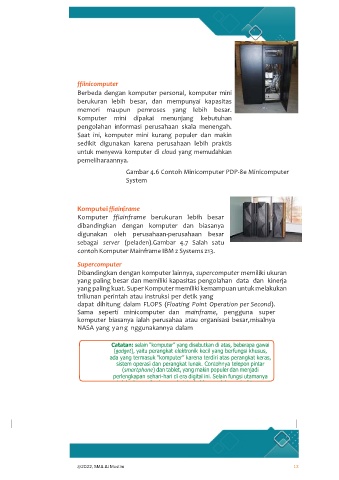 ffiinicomputer
Berbeda dengan komputer personal, komputer mini
berukuran lebih besar, dan mempunyai kapasitas
memori maupun pemroses yang lebih besar.
Komputer mini dipakai menunjang kebutuhan
pengolahan informasi perusahaan skala menengah.
Saat ini, komputer mini kurang populer dan makin
sedikit digunakan karena perusahaan lebih praktis
untuk menyewa komputer di cloud yang memudahkan
pemeliharaannya.
Gambar 4.6 Contoh Minicomputer PDP-8e Minicomputer
System
Komputei ffiainframe
Komputer ffiainframe berukuran lebih besar
dibandingkan dengan komputer dan biasanya
digunakan oleh perusahaan-perusahaan besar
sebagai server (peladen).Gambar 4.7 Salah satu
contoh Komputer Mainframe IBM z Systems z13.
Supercomputer
Dibandingkan dengan komputer lainnya, supercomputer memiliki ukuran
yang paling besar dan memiliki kapasitas pengolahan data dan kinerja
yang paling kuat. Super Komputer memiliki kemampuan untuk melakukan
triliunan perintah atau instruksi per detik yang
dapat dihitung dalam FLOPS (Floating Point Operation per Second).
Sama seperti minicomputer dan mainframe, pengguna super
komputer biasanya ialah perusahaa atau organisasi besar,misalnya
NASA yang yang nggunakannya dalam
Catatan: selain "komputer" yang disebutkan di atas, beberapa gawai
(gadget), yaitu perangkat elektronik kecil yang berfungsi khusus,
ada yang termasuk "komputer" karena terdiri atas perangkat keras,
sistem operasi dan perangkat lunak. Contohnya telepon pintar
(smartphone) dan tablet, yang makin populer dan menjadi
perlengkapan sehari-hari di era digital ini. Selain fungsi utamanya
@2022, MAS.Al